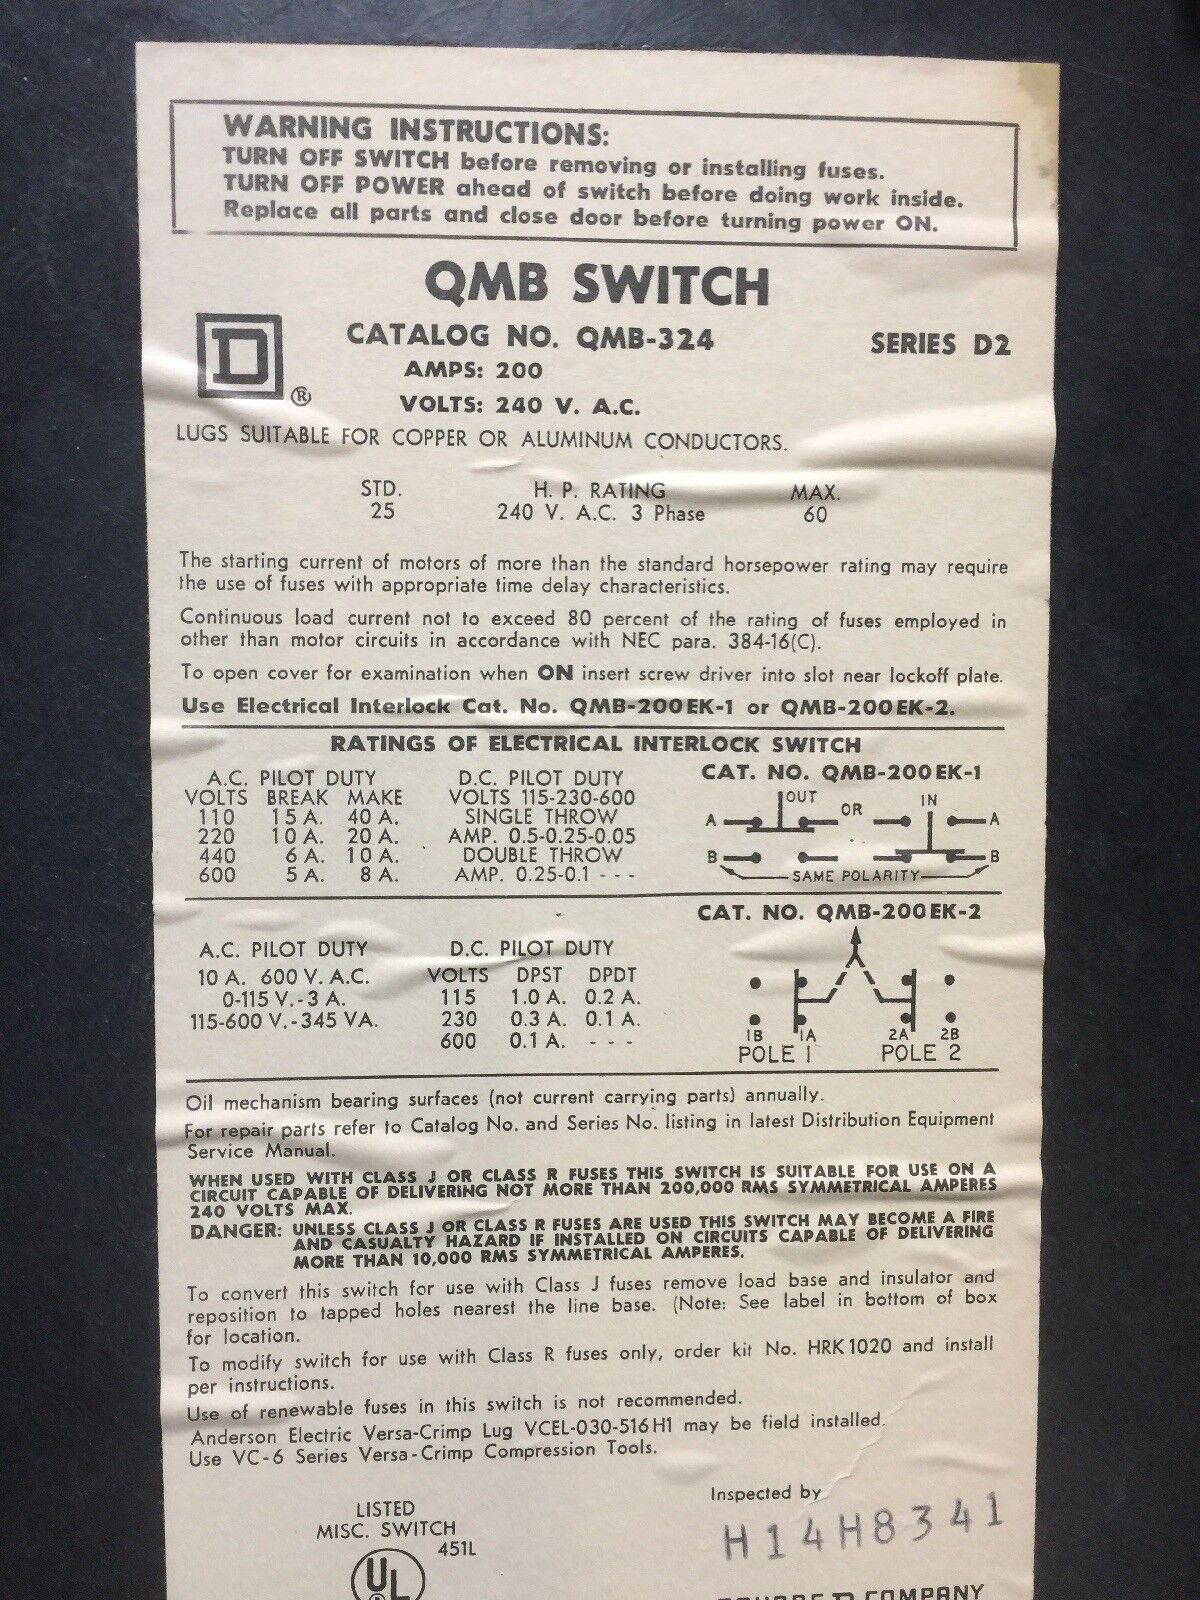 WARNING INSTRUCTIONS:
TURN OFF SWITCH before removing or installing fuses.
TURN OFF POWER ahead of switch before doing work inside.
Replace all parts and close door before turning power ON.
QMB SWITCH
D
®
CATALOG NO. QMB-324
SERIES D2
AMPS: 200
VOLTS: 240 V. A.C.
LUGS SUITABLE FOR COPPER OR ALUMINUM CONDUCTORS.
STD. H. P. RATING MAX.
25 240 V. A.C. 3 Phase 60
The starting current of motors of more than the standard horsepower rating may require
the use of fuses with appropriate time delay characteristics.
Continuous load current not to exceed 80 percent of the rating of fuses employed in
other than motor circuits in accordance with NEC para. 384-16(C).
To open cover for examination when ON insert screw driver into slot near lockoff plate.
Use Electrical Interlock Cat. No. QMB-200EK-1 or QMB-200EK-2.
RATINGS OF ELECTRICAL INTERLOCK SWITCH
A.C. PILOT DUTY
VOLTS BREAK MAKE
110 15 A. 40 A.
220 10 A. 20 A.
440 6 A. 10 A.
600 5 A. 8 A.
D.C. PILOT DUTY
VOLTS 115-230-600
SINGLE THROW
AMP. 0.5-0.25-0.05
DOUBLE THROW
AMP. 0.25-0.1 - - -
CAT. NO. QMB-200EK-1
OUT OR IN
A A
B B
SAME POLARITY
CAT. NO. QMB-200EK-2
A.C. PILOT DUTY
10 A. 600 V. A.C.
0-115 V.-3 A.
115-600 V.-345 VA.
D.C. PILOT DUTY
VOLTS DPST DPDT
115 1.0 A. 0.2 A.
230 0.3 A. 0.1 A.
600 0.1 A. - - -
1B 1A 2A 2B
POLE 1 POLE 2
Oil mechanism bearing surfaces (not current carrying parts) annually.
For repair parts refer to Catalog No. and Series No. listing in latest Distribution Equipment
Service Manual.
WHEN USED WITH CLASS J OR CLASS R FUSES THIS SWITCH IS SUITABLE FOR USE ON A
CIRCUIT CAPABLE OF DELIVERING NOT MORE THAN 200,000 RMS SYMMETRICAL AMPERES
240 VOLTS MAX.
DANGER: UNLESS CLASS J OR CLASS R FUSES ARE USED THIS SWITCH MAY BECOME A FIRE
AND CASUALTY HAZARD IF INSTALLED ON CIRCUITS CAPABLE OF DELIVERING
MORE THAN 10,000 RMS SYMMETRICAL AMPERES.
To convert this switch for use with Class J fuses remove load base and insulator and
reposition to tapped holes nearest the line base. (Note: See label in bottom of box
for location.
To modify switch for use with Class R fuses only, order kit No. HRK 1020 and install
per instructions.
Use of renewable fuses in this switch is not recommended.
Anderson Electric Versa-Crimp Lug VCEL-030-516H1 may be field installed.
Use VC-6 Series Versa-Crimp Compression Tools.
LISTED
MISC. SWITCH
451L
UL
®
Inspected by
H14H8341
SQUARE D COMPANY